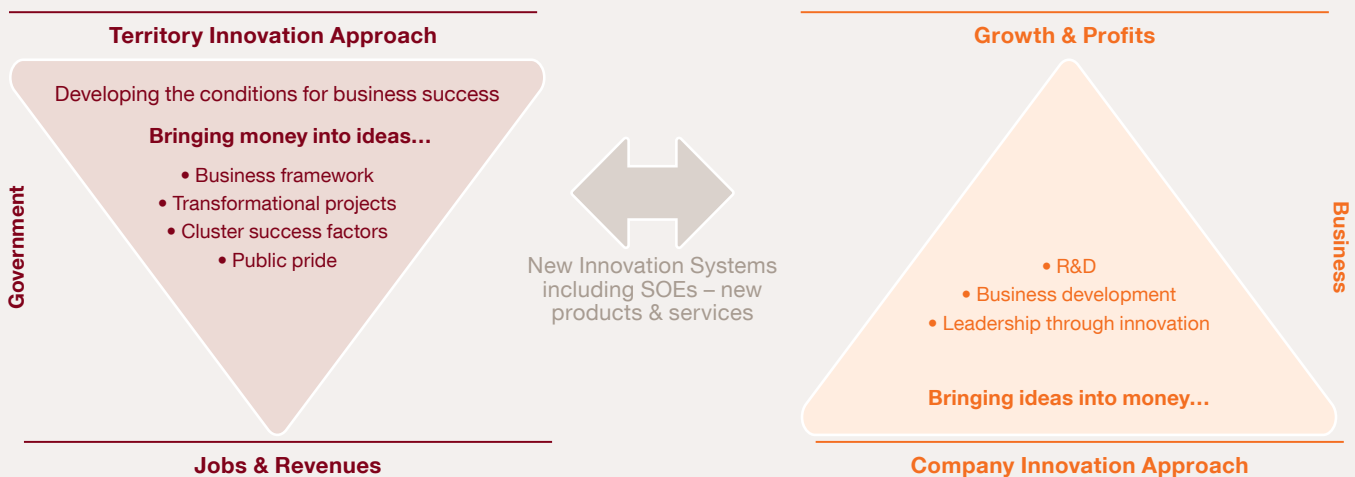 Territory Innovation Approach
Developing the conditions for business success
Bringing money into ideas…
• Business framework
• Transformational projects
• Cluster success factors
• Public pride
Government
Jobs & Revenues
New Innovation Systems
including SOEs – new
products & services
Growth & Profits
• R&D
• Business development
• Leadership through innovation
Bringing ideas into money…
Business
Company Innovation Approach